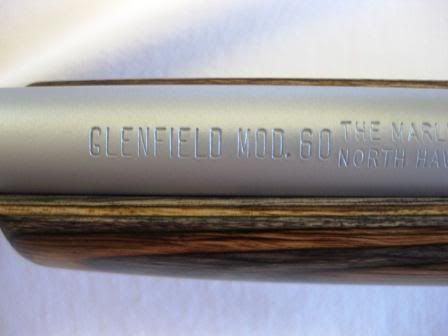 GLENFIELD MOD. 60
THE MARL
NORTH HAV